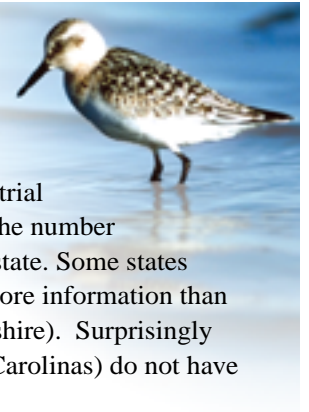 trial
he number
state. Some states
ore information than
shire).  Surprisingly
Carolinas) do not have